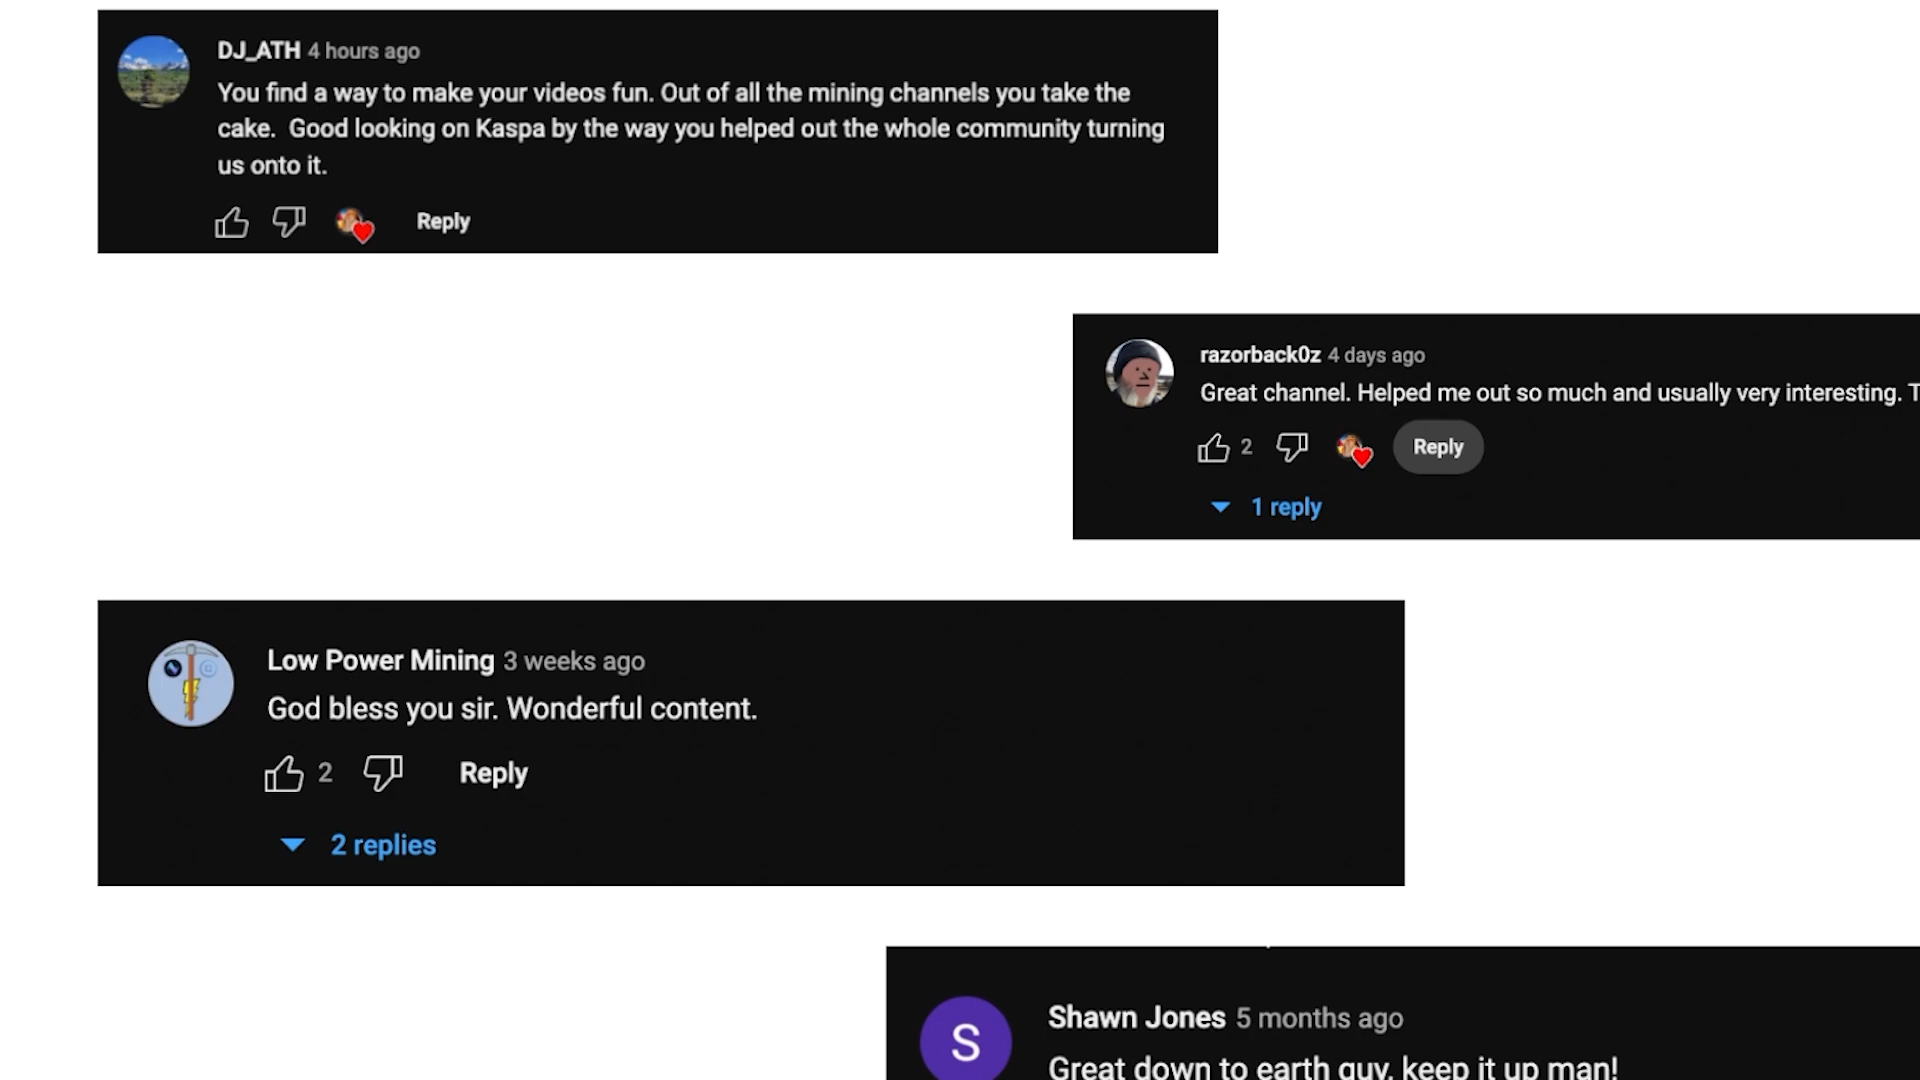 DJ_ATH 4 hours ago
You find a way to make your videos fun. Out of all the mining channels you take the
cake.  Good looking on Kaspa by the way you helped out the whole community turning
us onto it.
Reply
razorback0z 4 days ago
Great channel. Helped me out so much and usually very interesting. T
2 Reply
1 reply
Low Power Mining 3 weeks ago
God bless you sir. Wonderful content.
2 Reply
2 replies
S
Shawn Jones 5 months ago
Great down to earth guy, keep it up man!